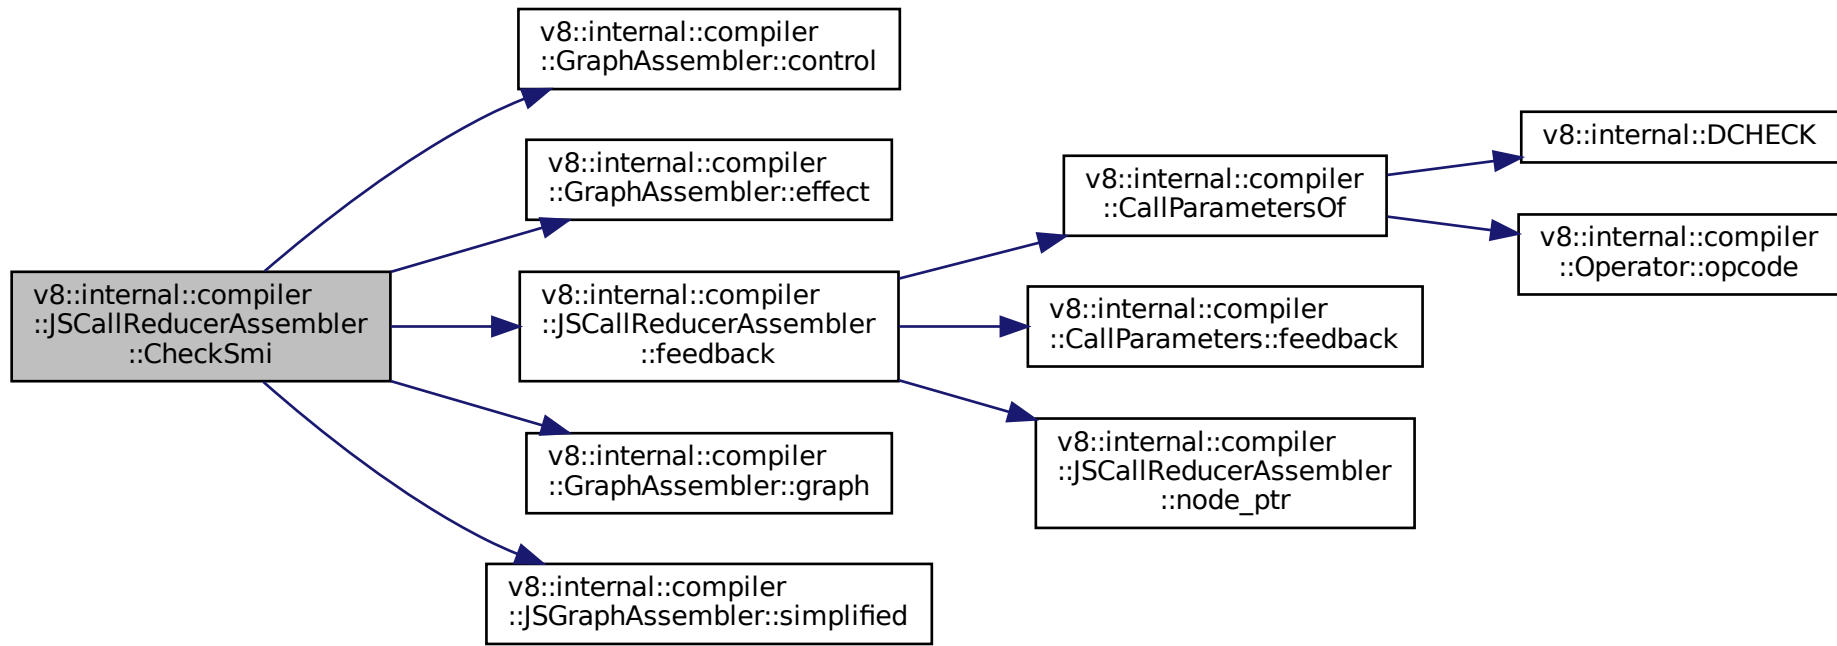 v8::internal::compiler
::GraphAssembler::control
v8::internal::compiler
::GraphAssembler::effect
v8::internal::compiler
::JSCallReducerAssembler
::CheckSmi
v8::internal::compiler
::JSCallReducerAssembler
::feedback
v8::internal::compiler
::GraphAssembler::graph
v8::internal::compiler
::JSGraphAssembler::simplified
v8::internal::compiler
::CallParametersOf
v8::internal::compiler
::CallParameters::feedback
v8::internal::compiler
::JSCallReducerAssembler
::node_ptr
v8::internal::DCHECK
v8::internal::compiler
::Operator::opcode